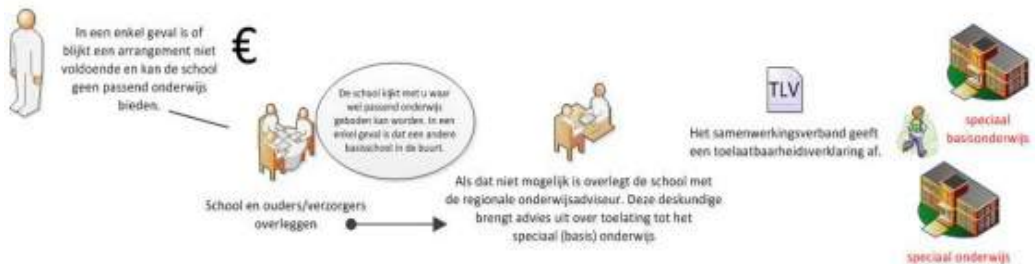 In een enkel geval is of
blijkt een arrangement niet
voldoende en kan de school
geen passend onderwijs
bieden.
€
De school kijkt met u waar
wel passend onderwijs
geboden kan worden. In een
enkel geval is dat een andere
basisschool in de buurt.
School en ouders/verzorgers
overleggen
Als dat niet mogelijk is overlegt de school met
de regionale onderwijsadviseur. Deze deskundige
brengt advies uit over toelating tot het
speciaal (basis) onderwijs
TLV
Het samenwerkingsverband geeft
een toelaatbaarheidsverklaring af.
speciaal
basisonderwijs
speciaal onderwijs